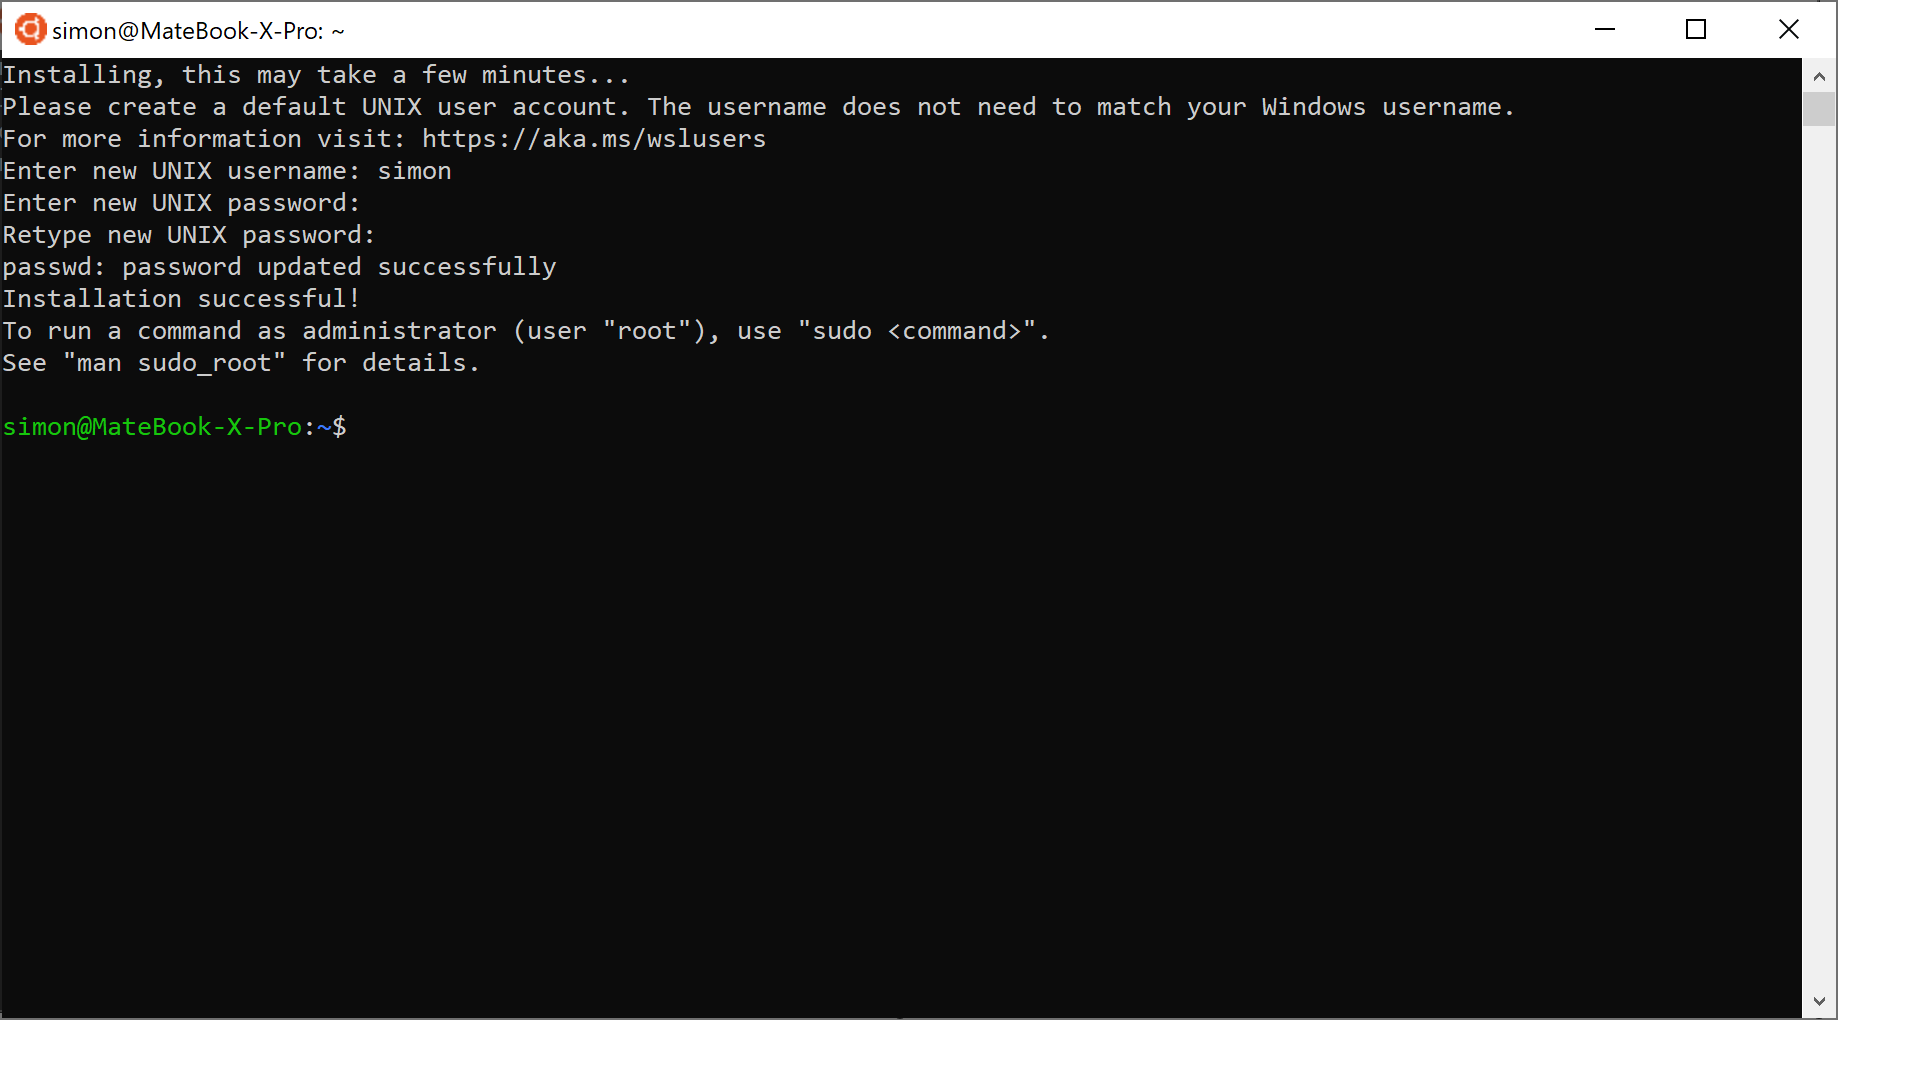 simon@MateBook-X-Pro: ~
Installing, this may take a few minutes...
Please create a default UNIX user account. The username does not need to match your Windows username.
For more information visit: https://aka.ms/wslusers
Enter new UNIX username: simon
Enter new UNIX password:
Retype new UNIX password:
passwd: password updated successfully
Installation successful!
To run a command as administrator (user "root"), use "sudo <command>".
See "man sudo_root" for details.
simon@MateBook-X-Pro:~$